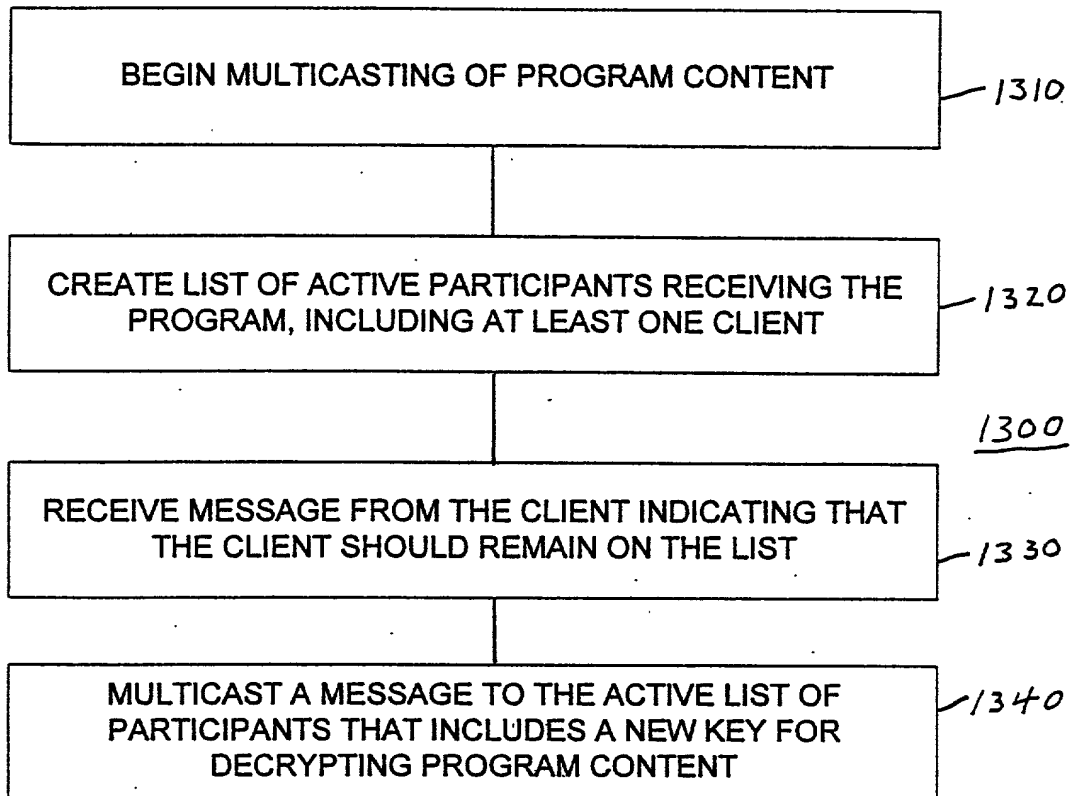 BEGIN MULTICASTING OF PROGRAM CONTENT
1310
CREATE LIST OF ACTIVE PARTICIPANTS RECEIVING THE
PROGRAM, INCLUDING AT LEAST ONE CLIENT
1320
1300
RECEIVE MESSAGE FROM THE CLIENT INDICATING THAT
THE CLIENT SHOULD REMAIN ON THE LIST
1330
MULTICAST A MESSAGE TO THE ACTIVE LIST OF
PARTICIPANTS THAT INCLUDES A NEW KEY FOR
DECRYPTING PROGRAM CONTENT
1340